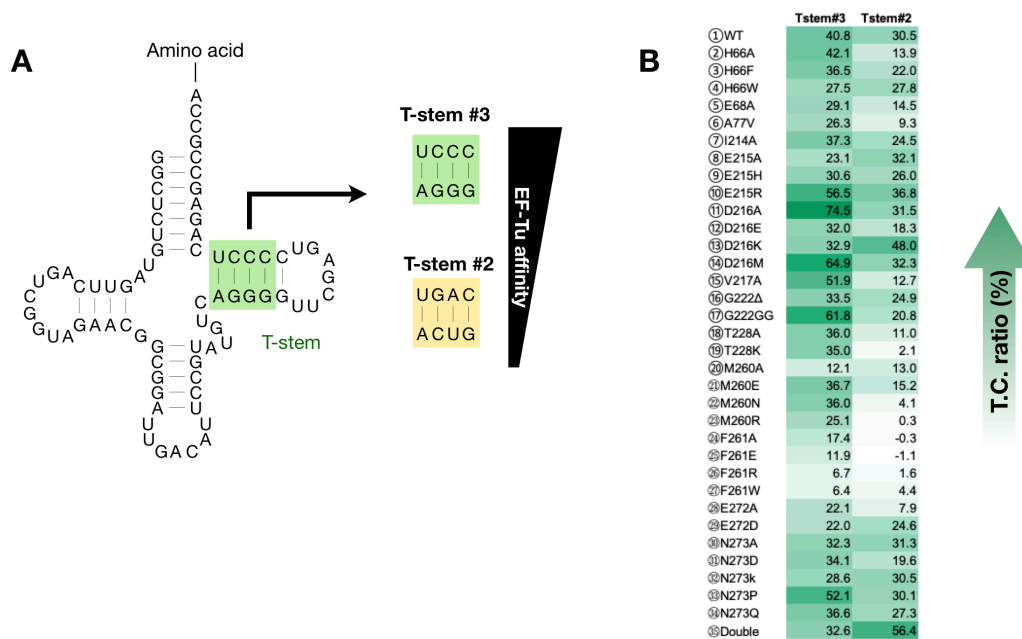 A
Amino acid
A
C
C
G
C
C
G
A
G
A
C
G
G
C
U
C
U
G
U
A
G
U
U
C
A
G
U
C
G
G
U
A
G
A
A
C
A
G
G
C
G
G
A
U
U
G
A
C
A
U
C
C
G
U
A
U
G
U
C
UCCCC
UG
A
G
C
U
U
AGGGG
T-stem
T-stem #3
UCCC
AGGG
T-stem #2
UGAC
ACUG
EF-Tu affinity
B
Tstem#3 Tstem#2
①WT 40.8 30.5
②H66A 42.1 13.9
③H66F 36.5 22.0
④H66W 27.5 27.8
⑤E68A 29.1 14.5
⑥A77V 26.3 9.3
⑦I214A 37.3 24.5
⑧E215A 23.1 32.1
⑨E215H 30.6 26.0
⑩E215R 56.5 36.8
⑪D216A 74.5 31.5
⑫D216E 32.0 18.3
⑬D216K 32.9 48.0
⑭D216M 64.9 32.3
⑮V217A 51.9 12.7
⑯G222Δ 33.5 24.9
⑰G222GG 61.8 20.8
⑱T228A 36.0 11.0
⑲T228K 35.0 2.1
⑳M260A 12.1 13.0
㉑M260E 36.7 15.2
㉒M260N 36.0 4.1
㉓M260R 25.1 0.3
㉔F261A 17.4 -0.3
㉕F261E 11.9 -1.1
㉖F261R 6.7 1.6
㉗F261W 6.4 4.4
㉘E272A 22.1 7.9
㉙E272D 22.0 24.6
㉚N273A 32.3 31.3
㉛N273D 34.1 19.6
㉜N273k 28.6 30.5
㉝N273P 52.1 30.1
㉞N273Q 36.6 27.3
㉟Double 32.6 56.4
T.C. ratio (%)